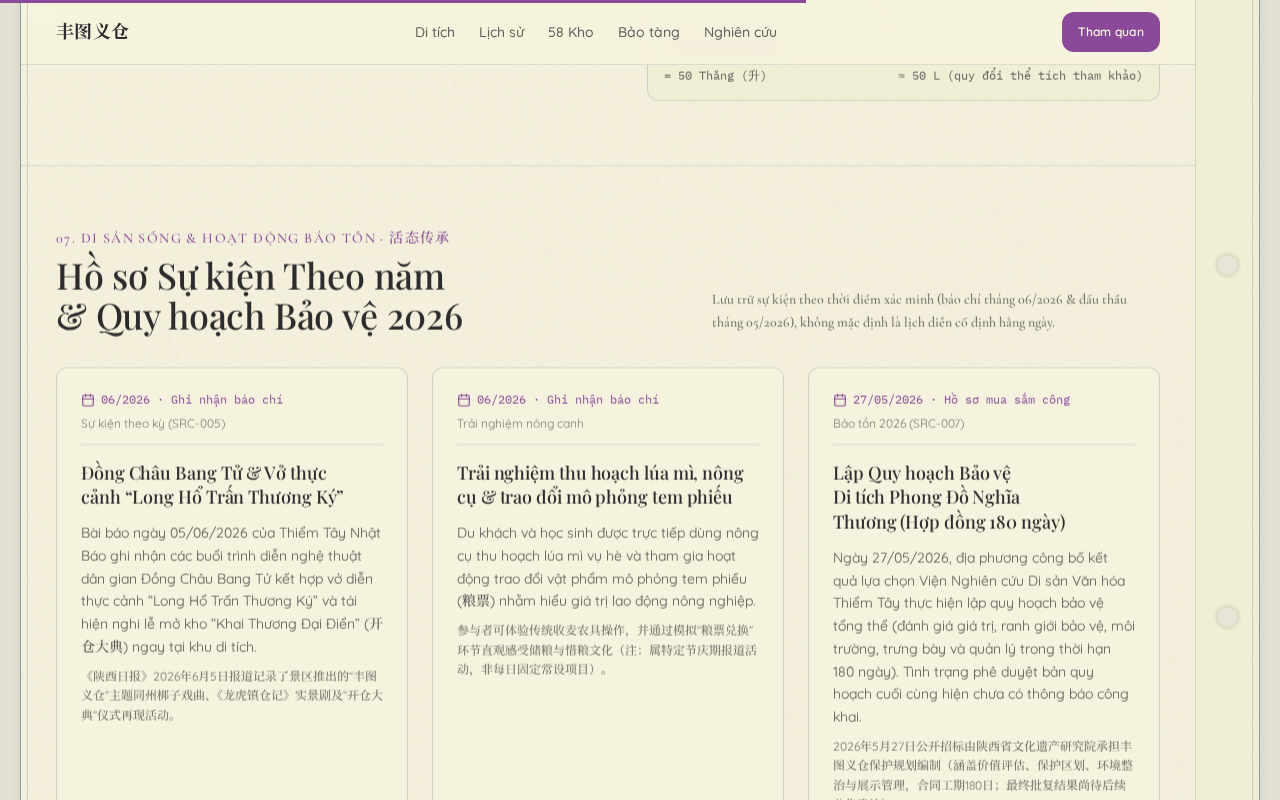 丰图义仓
Di tích
Lịch sử
58 Kho
Bảo tàng
Nghiên cứu
Tham quan
= 50 Thăng (升)
≈ 50 L (quy đổi thể tích tham khảo)
07. DI SẢN SỐNG & HOẠT ĐỘNG BẢO TỒN · 活态传承
Hồ sơ Sự kiện Theo năm
& Quy hoạch Bảo vệ 2026
Lưu trữ sự kiện theo thời điểm xác minh (báo chí tháng 06/2026 & đấu thầu
tháng 05/2026), không mặc định là lịch diễn cố định hằng ngày.
06/2026 · Ghi nhận báo chí
Sự kiện theo kỳ (SRC-005)
Đồng Châu Bang Tử & Vở thực
cảnh “Long Hổ Trấn Thương Ký”
Bài báo ngày 05/06/2026 của Thiểm Tây Nhật
Báo ghi nhận các buổi trình diễn nghệ thuật
dân gian Đồng Châu Bang Tử kết hợp vở diễn
thực cảnh “Long Hổ Trấn Thương Ký” và tái
hiện nghi lễ mở kho “Khai Thương Đại Điển” (开
仓大典) ngay tại khu di tích.
《陕西日报》2026年6月5日报道记录了景区推出的“丰图
义仓”主题同州梆子戏曲、《龙虎镇仓记》实景剧及“开仓大
典”仪式再现活动。
06/2026 · Ghi nhận báo chí
Trải nghiệm nông canh
Trải nghiệm thu hoạch lúa mì, nông
cụ & trao đổi mô phỏng tem phiếu
Du khách và học sinh được trực tiếp dùng nông
cụ thu hoạch lúa mì vụ hè và tham gia hoạt
động trao đổi vật phẩm mô phỏng tem phiếu
(粮票) nhằm hiểu giá trị lao động nông nghiệp.
参与者可体验传统收麦农具操作，并通过模拟“粮票兑换”
环节直观感受储粮与惜粮文化（注：属特定节庆期报道活
动，非每日固定常设项目）。
27/05/2026 · Hồ sơ mua sắm công
Bảo tồn 2026 (SRC-007)
Lập Quy hoạch Bảo vệ
Di tích Phong Đồ Nghĩa
Thương (Hợp đồng 180 ngày)
Ngày 27/05/2026, địa phương công bố kết
quả lựa chọn Viện Nghiên cứu Di sản Văn hóa
Thiểm Tây thực hiện lập quy hoạch bảo vệ
tổng thể (đánh giá giá trị, ranh giới bảo vệ, môi
trường, trưng bày và quản lý trong thời hạn
180 ngày). Tình trạng phê duyệt bản quy
hoạch cuối cùng hiện chưa có thông báo công
khai.
2026年5月27日公开招标由陕西省文化遗产研究院承担丰
图义仓保护规划编制（涵盖价值评估、保护区划、环境整
治与展示管理，合同工期180日；最终批复结果尚待后续